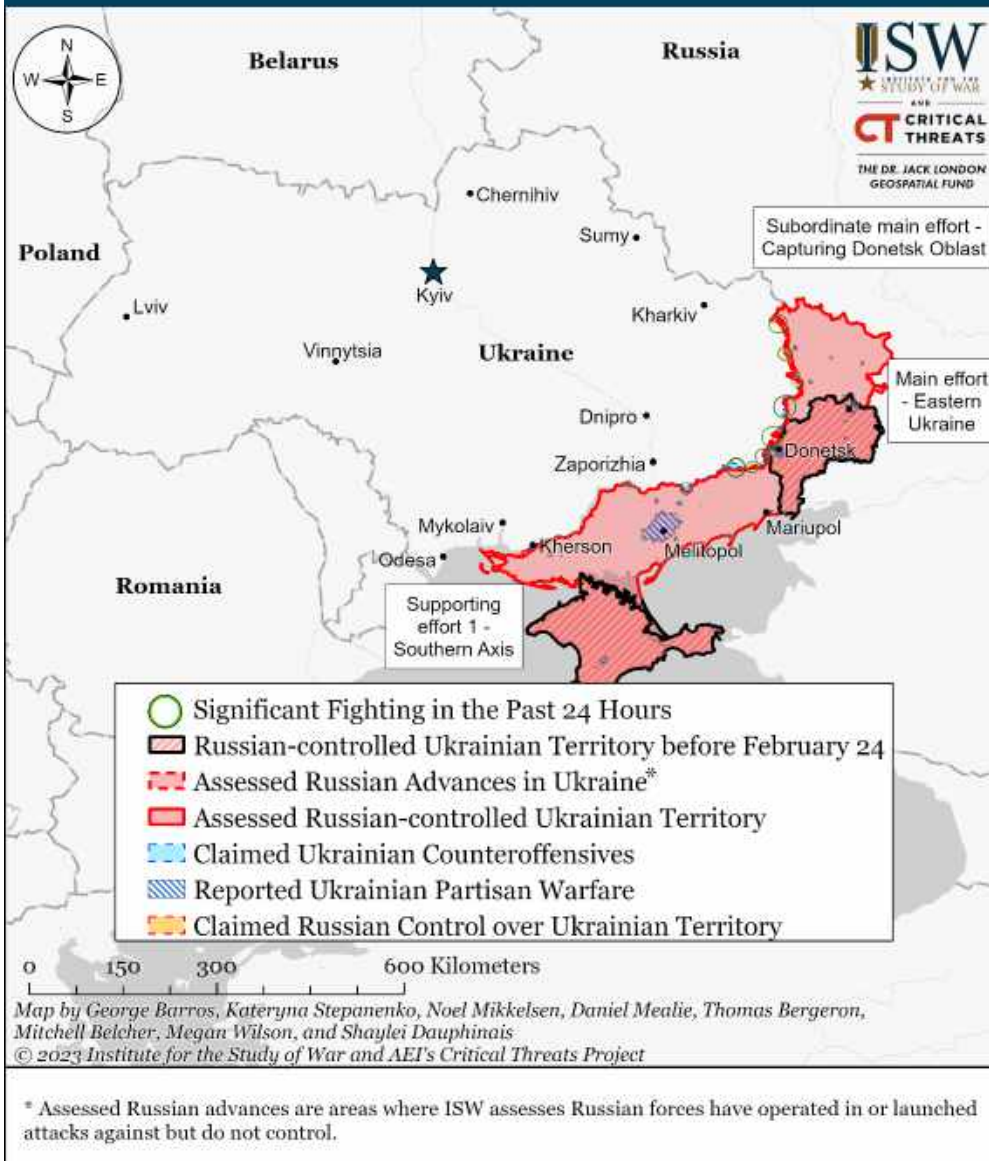 N
W
E
S
Belarus
Russia
ISW
INSTITUTE FOR THE
STUDY OF WAR
AND
CT CRITICAL
THREATS
THE DR. JACK LONDON
GEOSPATIAL FUND
Chernihiv
Subordinate main effort -
Capturing Donetsk Oblast
Sumy
Poland
Kyiv
Lviv
Kharkiv
Vinnytsia
Ukraine
Main effort
- Eastern
Ukraine
Dnipro
Donetsk
Zaporizhia
Mykolaiv
Mariupol
Kherson
Melitopol
Odesa
Romania
Supporting
effort 1 -
Southern Axis
Significant Fighting in the Past 24 Hours
Russian-controlled Ukrainian Territory before February 24
Assessed Russian Advances in Ukraine*
Assessed Russian-controlled Ukrainian Territory
Claimed Ukrainian Counteroffensives
Reported Ukrainian Partisan Warfare
Claimed Russian Control over Ukrainian Territory
0 150 300 600 Kilometers
Map by George Barros, Kateryna Stepanenko, Noel Mikkelsen, Daniel Mealie, Thomas Bergeron,
Mitchell Belcher, Megan Wilson, and Shaylei Dauphinais
© 2023 Institute for the Study of War and AEI's Critical Threats Project
* Assessed Russian advances are areas where ISW assesses Russian forces have operated in or launched
attacks against but do not control.